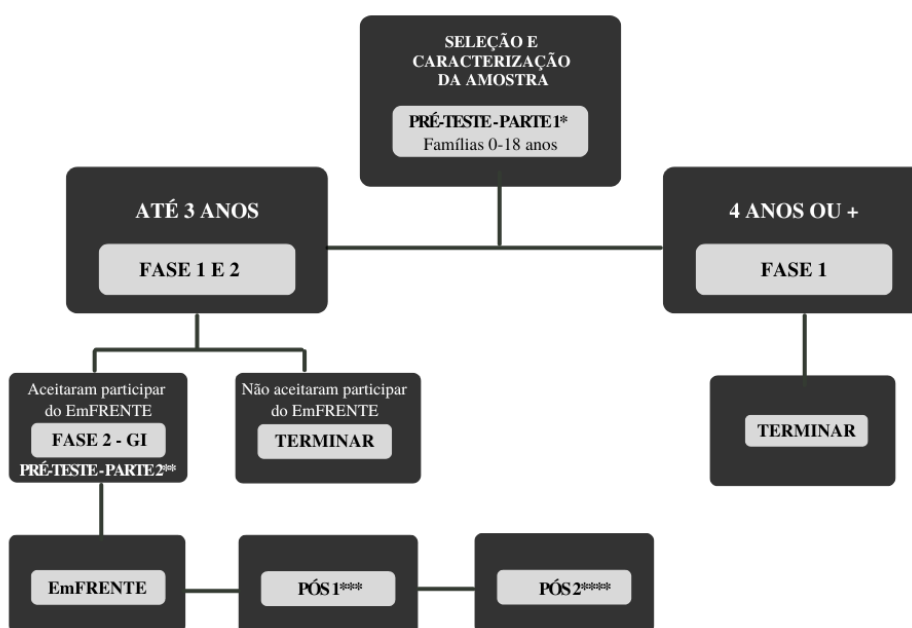 SELEÇÃO E
CARACTERIZAÇÃO
DA AMOSTRA
PRÉ-TESTE - PARTE 1*
Famílias 0-18 anos
ATÉ 3 ANOS
FASE 1 E 2
4 ANOS OU +
FASE 1
Aceitaram participar
do EmFRENTE
FASE 2 - GI
PRÉ-TESTE - PARTE 2**
Não aceitaram participar
do EmFRENTE
TERMINAR
TERMINAR
EmFRENTE
PÓS 1***
PÓS 2****